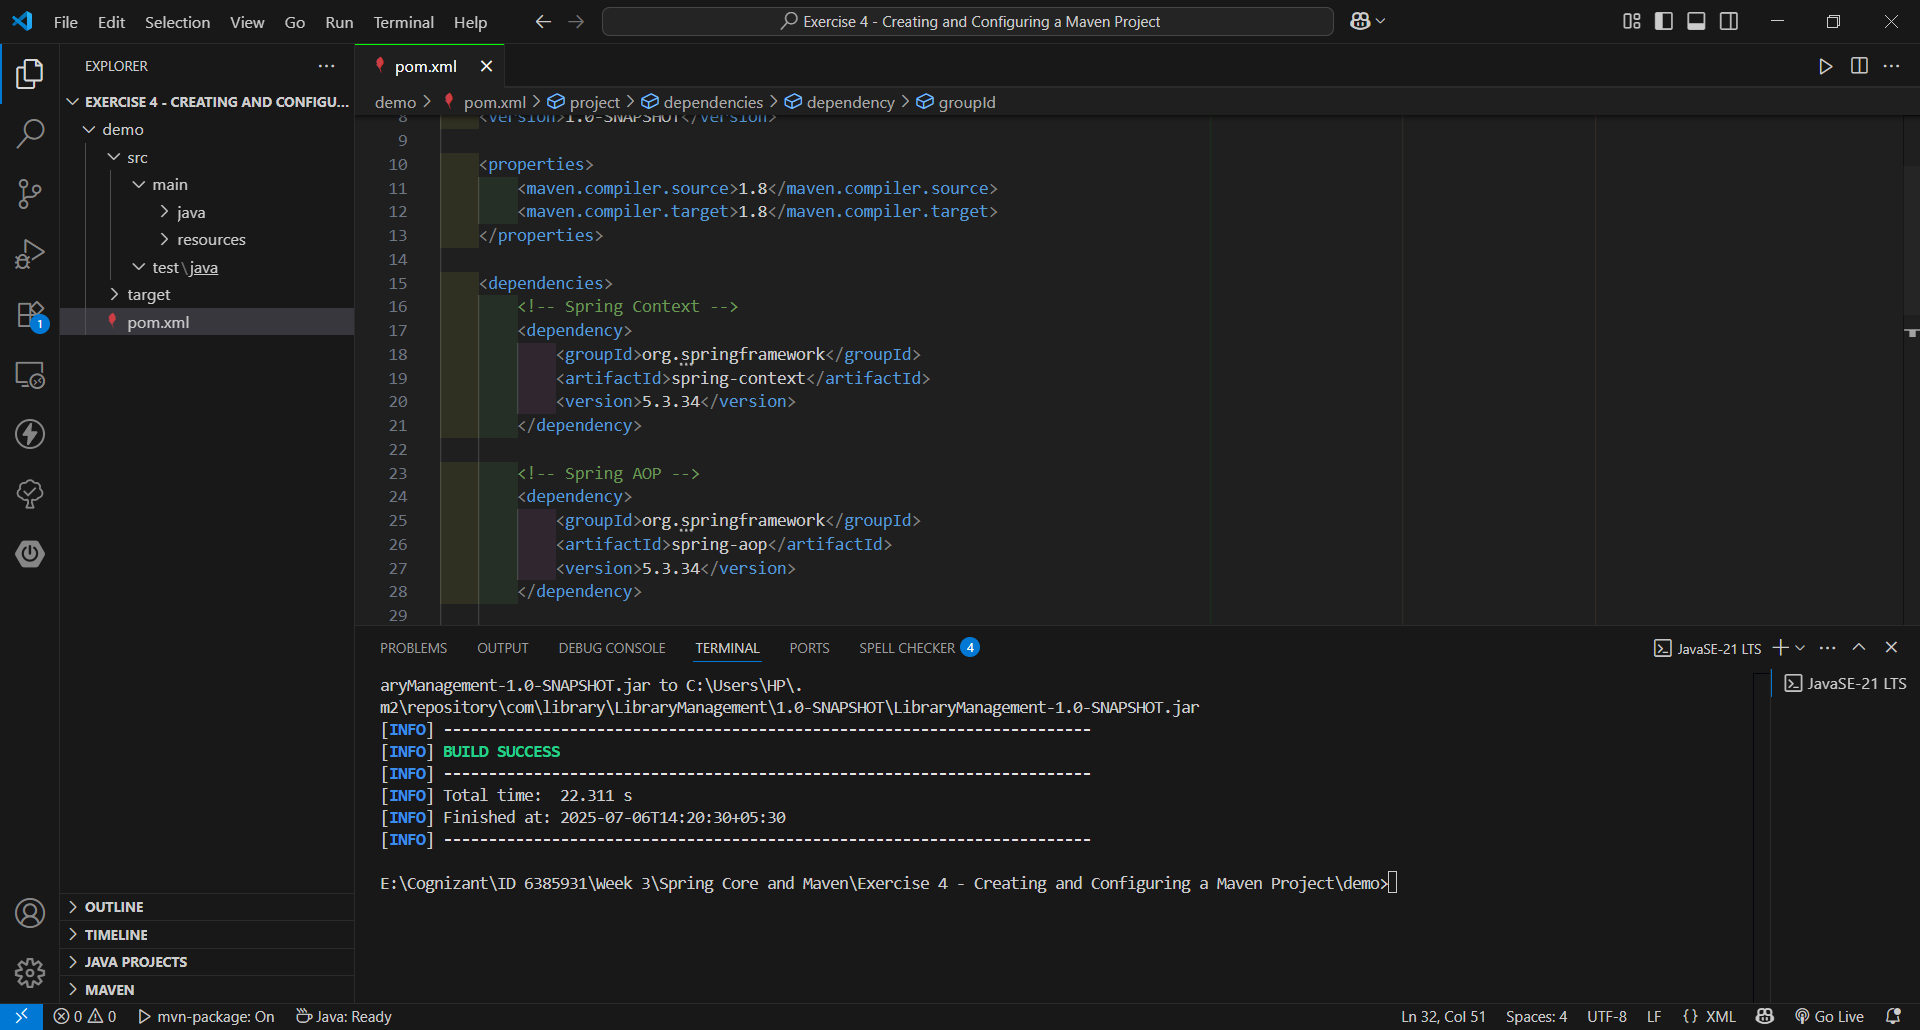 File Edit Selection View Go Run Terminal Help
Exercise 4 - Creating and Configuring a Maven Project
EXPLORER
EXERCISE 4 - CREATING AND CONFIGU...
demo
src
main
java
resources
test\java
target
pom.xml
OUTLINE
TIMELINE
JAVA PROJECTS
MAVEN
1
pom.xml
demo > pom.xml > project > dependencies > dependency > groupId
8 <version>1.0-SNAPSHOT</version>
9
10 <properties>
11 <maven.compiler.source>1.8</maven.compiler.source>
12 <maven.compiler.target>1.8</maven.compiler.target>
13 </properties>
14
15 <dependencies>
16 <!-- Spring Context -->
17 <dependency>
18 <groupId>org.springframework</groupId>
19 <artifactId>spring-context</artifactId>
20 <version>5.3.34</version>
21 </dependency>
22
23 <!-- Spring AOP -->
24 <dependency>
25 <groupId>org.springframework</groupId>
26 <artifactId>spring-aop</artifactId>
27 <version>5.3.34</version>
28 </dependency>
29
PROBLEMS OUTPUT DEBUG CONSOLE TERMINAL PORTS SPELL CHECKER 4
JavaSE-21 LTS
JavaSE-21 LTS
aryManagement-1.0-SNAPSHOT.jar to C:\Users\HP\.
m2\repository\com\library\LibraryManagement\1.0-SNAPSHOT\LibraryManagement-1.0-SNAPSHOT.jar
[INFO] ------------------------------------------------------------------------
[INFO] BUILD SUCCESS
[INFO] ------------------------------------------------------------------------
[INFO] Total time:  22.311 s
[INFO] Finished at: 2025-07-06T14:20:30+05:30
[INFO] ------------------------------------------------------------------------
E:\Cognizant\ID 6385931\Week 3\Spring Core and Maven\Exercise 4 - Creating and Configuring a Maven Project\demo>
0 0 mvn-package: On Java: Ready
Ln 32, Col 51 Spaces: 4 UTF-8 LF {} XML Go Live